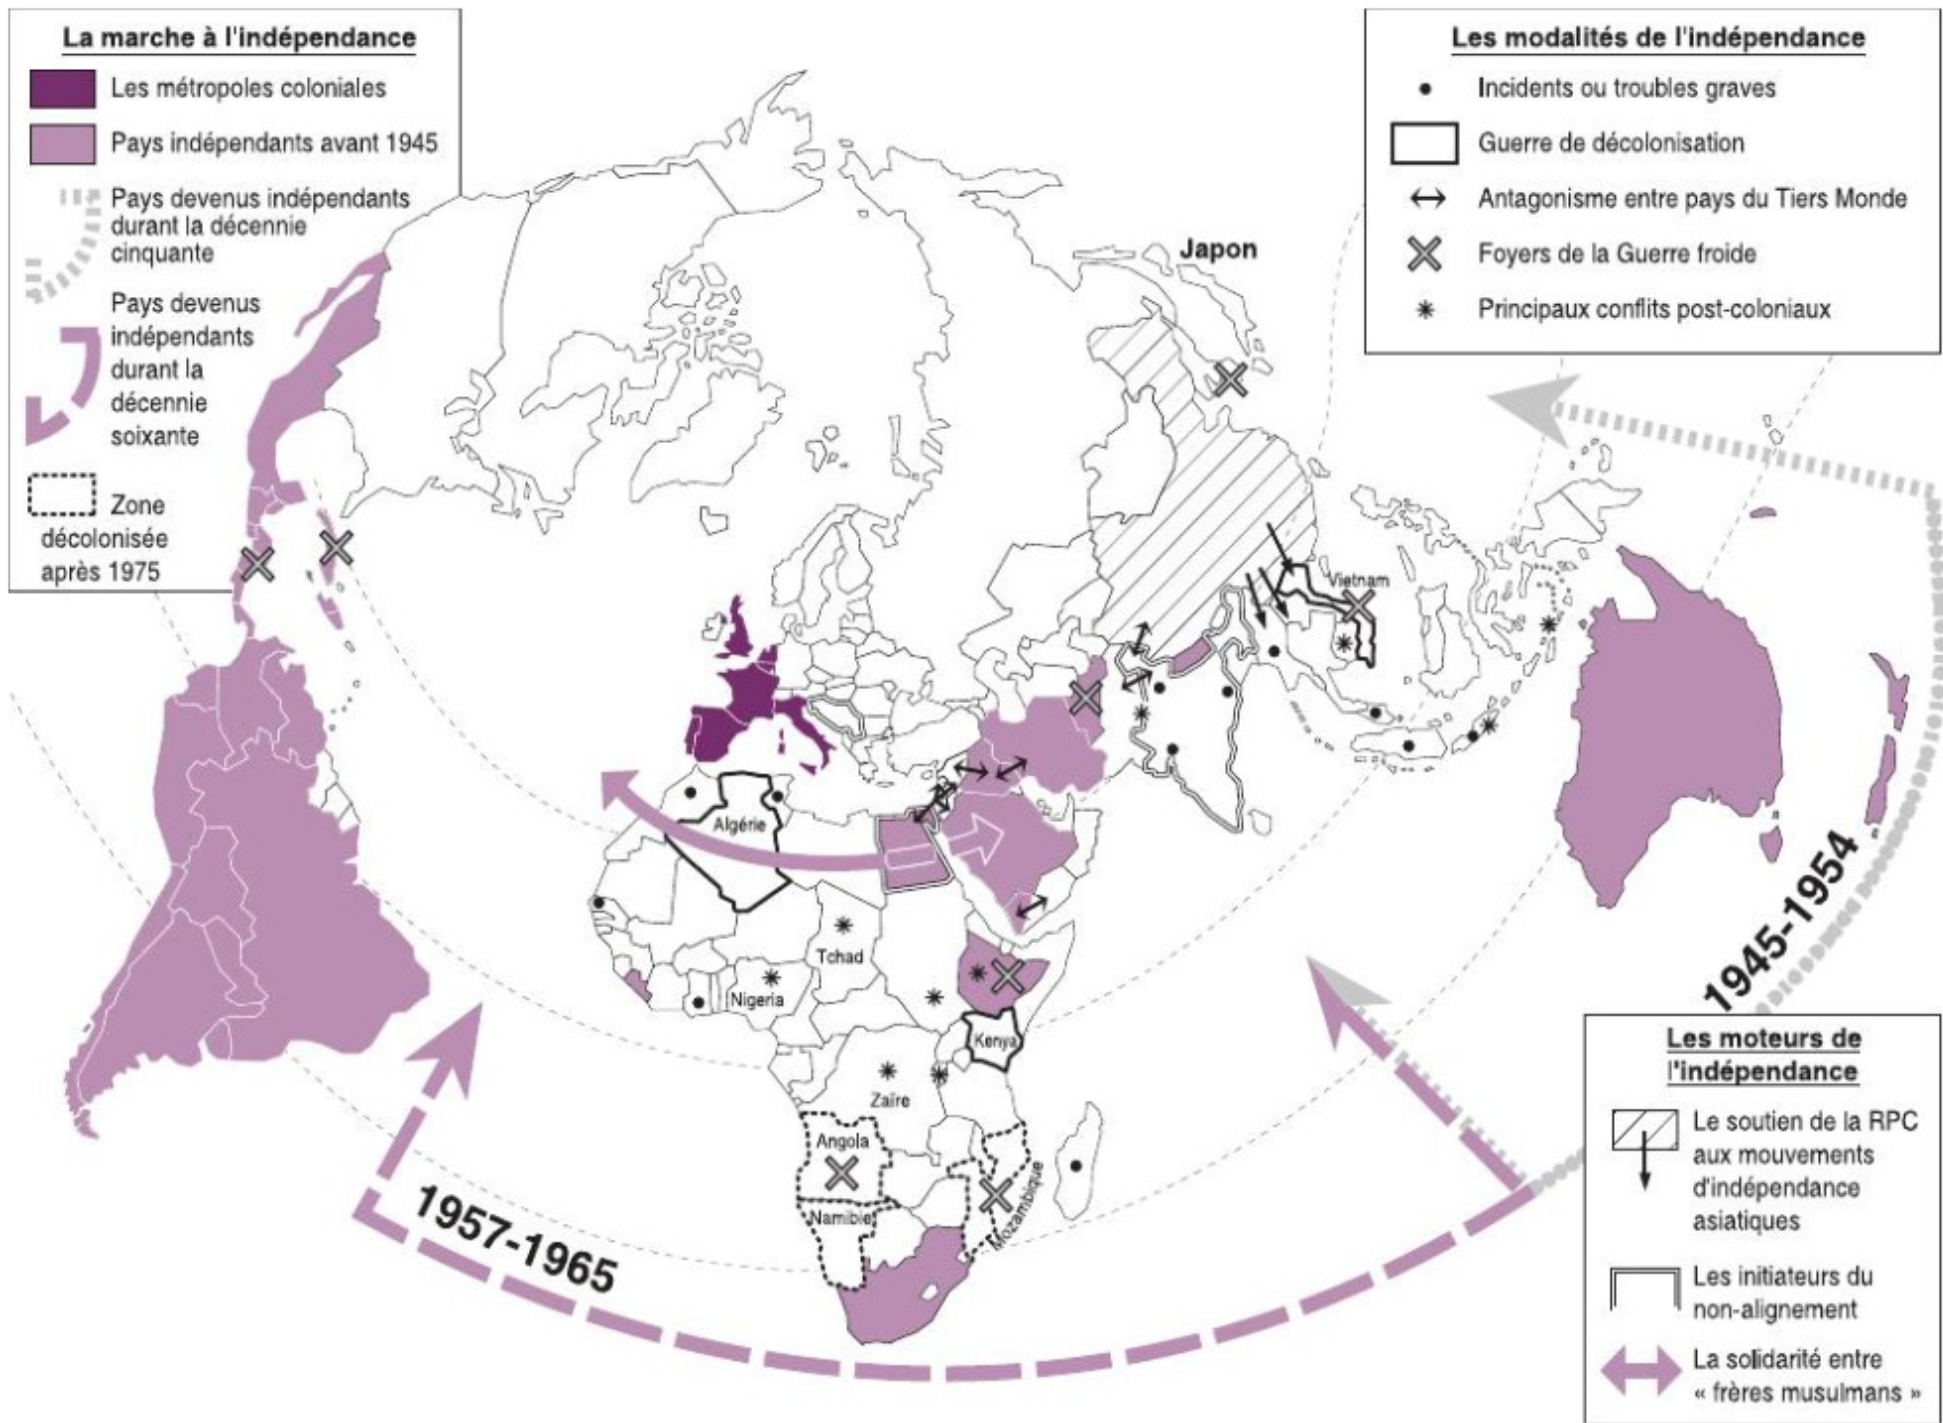 La marche à l'indépendance
Les métropoles coloniales
Pays indépendants avant 1945
Pays devenus indépendants
durant la décennie
cinquante
Pays devenus
indépendants
durant la
décennie
soixante
Zone
décolonisée
après 1975
Les modalités de l'indépendance
Incidents ou troubles graves
Guerre de décolonisation
Antagonisme entre pays du Tiers Monde
Foyers de la Guerre froide
Principaux conflits post-coloniaux
Japon
Vietnam
Algérie
Tchad
Nigeria
Kenya
Zaïre
Angola
Namibie
Mozambique
1945-1954
1957-1965
Les moteurs de
l'indépendance
Le soutien de la RPC
aux mouvements
d'indépendance
asiatiques
Les initiateurs du
non-alignement
La solidarité entre
« frères musulmans »